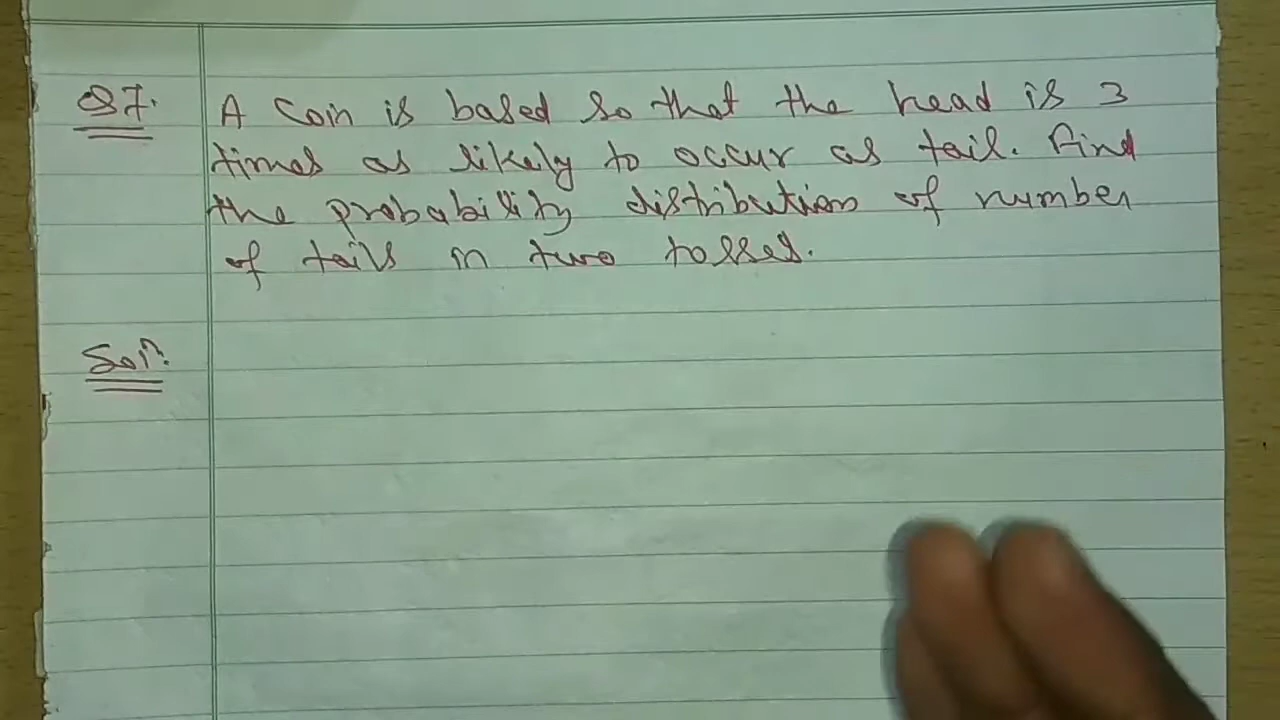 Q7. A coin is based so that the head is 3
times as likely to occur as tail. Find
the probability distribution of number
of tails in two tosses.
Solⁿ.